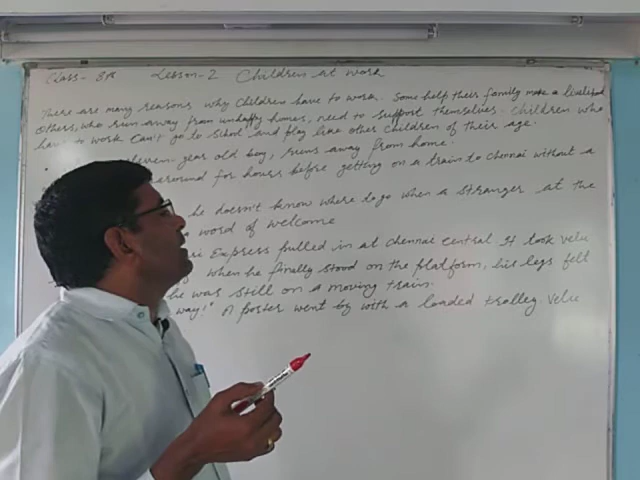 Class- 8th Lesson-2 Children at work
There are many reasons why Children have to work. Some help their family make a livelihood
Others, who run away from unhappy homes, need to support themselves. Children who
have to work can't go to school and play like other children of their age.
eleven year old boy, runs away from home.
around for hours before getting on a train to Chennai without a
he doesn't know where to go when a stranger at the
word of welcome
Express pulled in at Chennai Central. It took velu
when he finally stood on the platform, his legs felt
he was still on a moving train.
way!" A poster went by with a loaded trolley velu